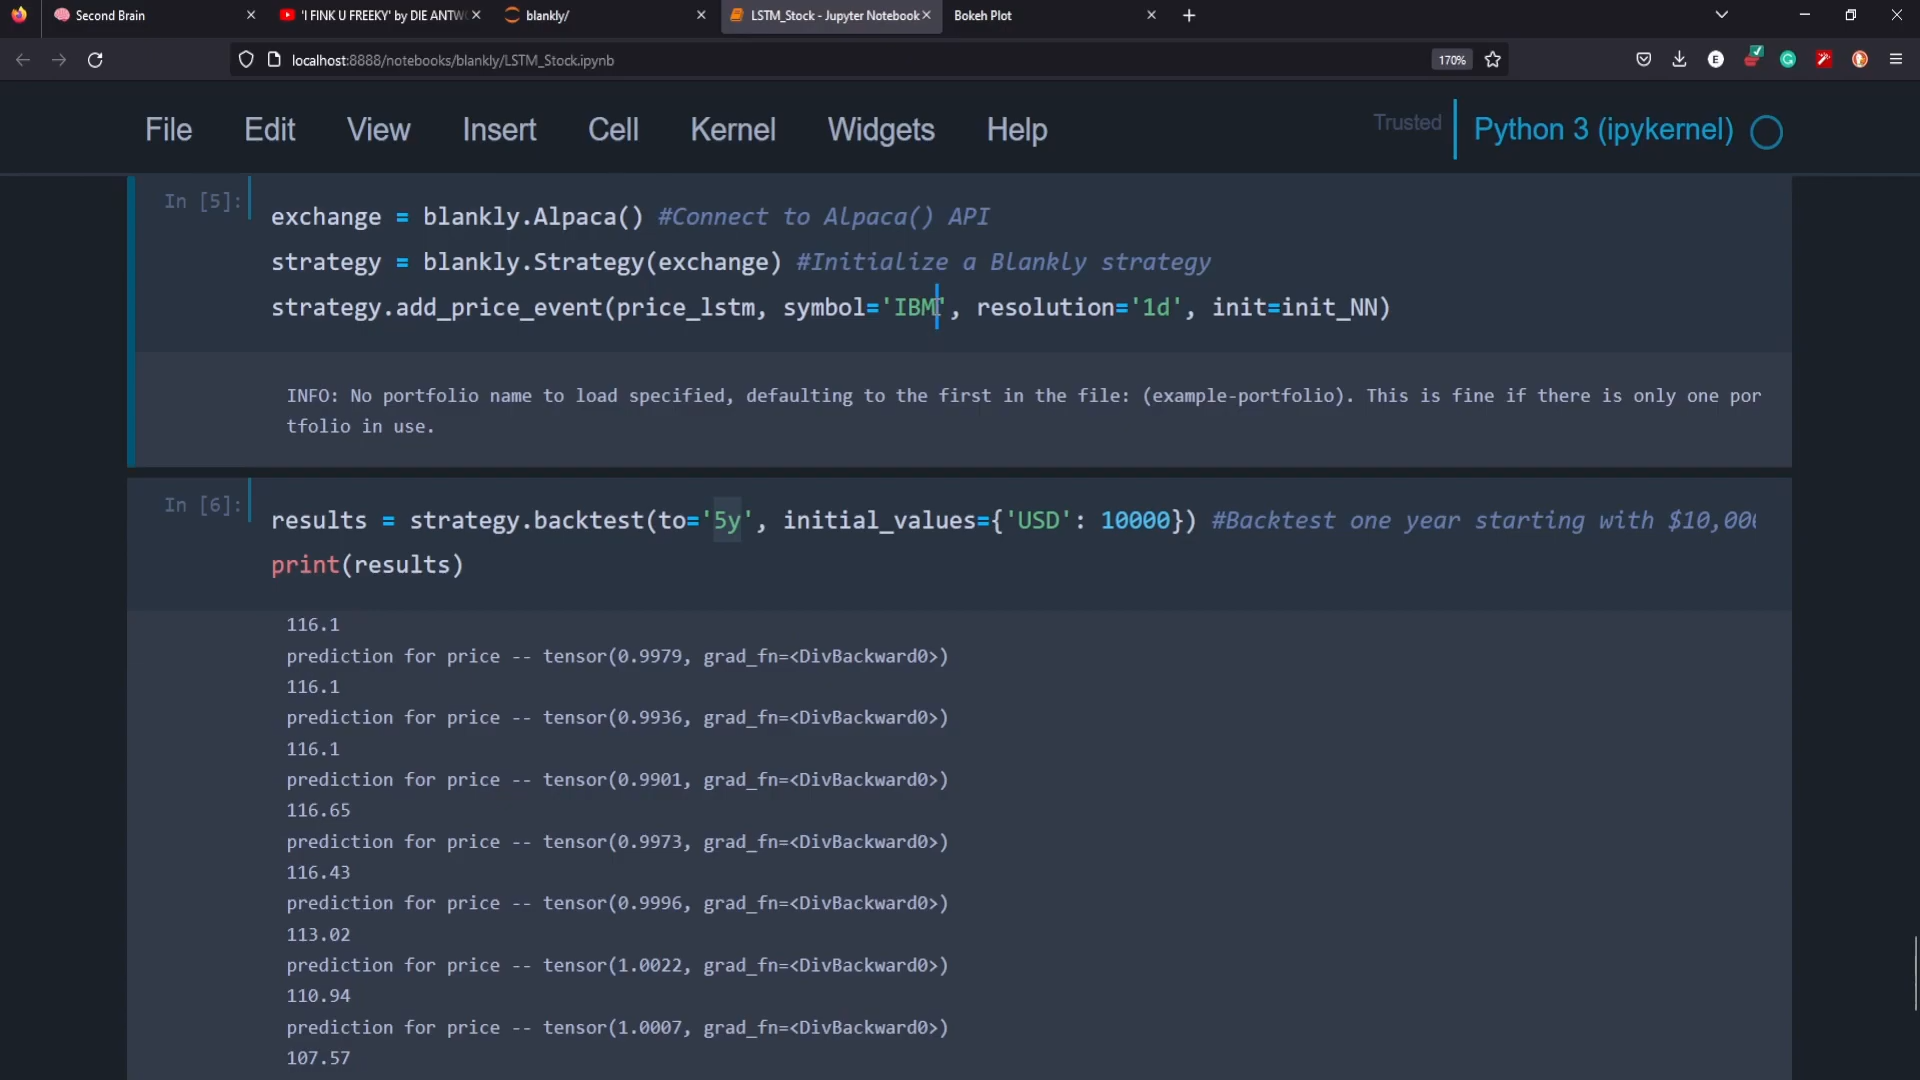 Second Brain
'I FINK U FREEKY' by DIE ANTW
blankly/
LSTM_Stock - Jupyter Notebook
Bokeh Plot
localhost:8888/notebooks/blankly/LSTM_Stock.ipynb
170%
File Edit View Insert Cell Kernel Widgets Help
Trusted
Python 3 (ipykernel)
In [5]:
exchange = blankly.Alpaca() #Connect to Alpaca() API
strategy = blankly.Strategy(exchange) #Initialize a Blankly strategy
strategy.add_price_event(price_lstm, symbol='IBM', resolution='1d', init=init_NN)
INFO: No portfolio name to load specified, defaulting to the first in the file: (example-portfolio). This is fine if there is only one por
tfolio in use.
In [6]:
results = strategy.backtest(to='5y', initial_values={'USD': 10000}) #Backtest one year starting with $10,000
print(results)
116.1
prediction for price -- tensor(0.9979, grad_fn=<DivBackward0>)
116.1
prediction for price -- tensor(0.9936, grad_fn=<DivBackward0>)
116.1
prediction for price -- tensor(0.9901, grad_fn=<DivBackward0>)
116.65
prediction for price -- tensor(0.9973, grad_fn=<DivBackward0>)
116.43
prediction for price -- tensor(0.9996, grad_fn=<DivBackward0>)
113.02
prediction for price -- tensor(1.0022, grad_fn=<DivBackward0>)
110.94
prediction for price -- tensor(1.0007, grad_fn=<DivBackward0>)
107.57